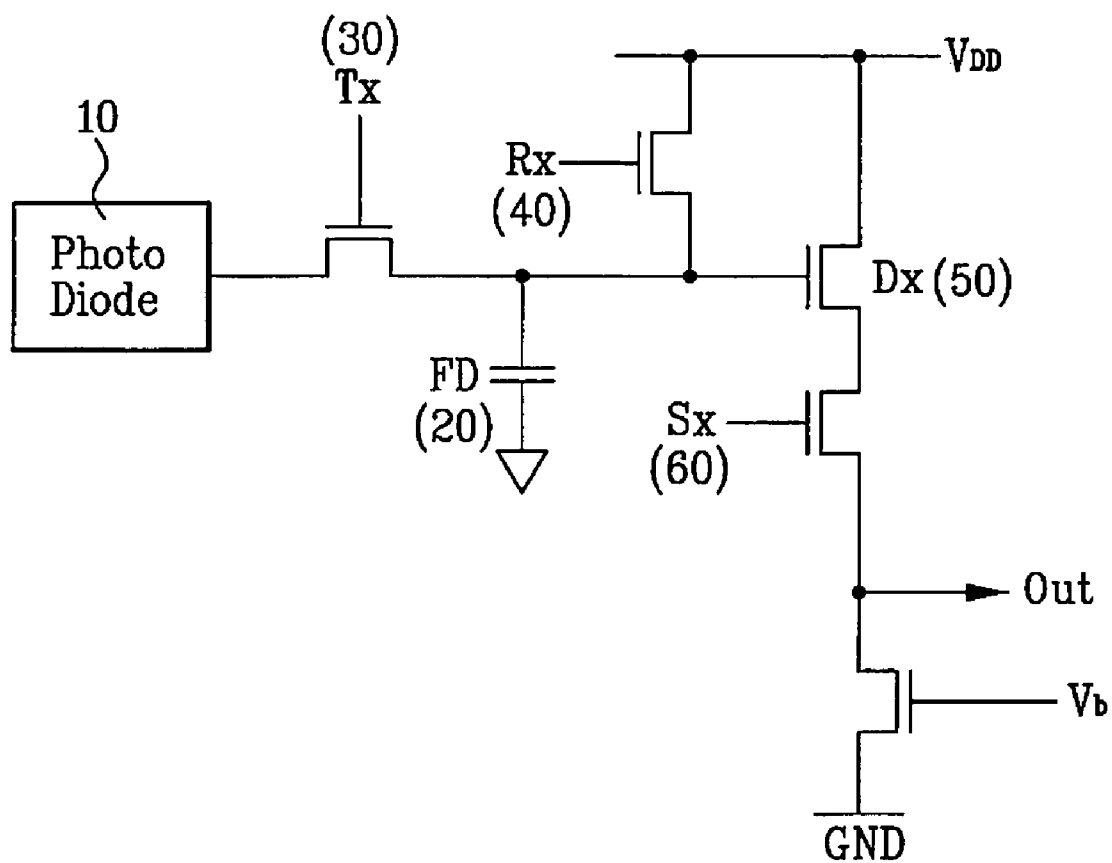 (30)
Tx
VDD
10
Rx
(40)
Photo
Diode
Dx (50)
FD
(20)
Sx
(60)
Out
Vb
GND